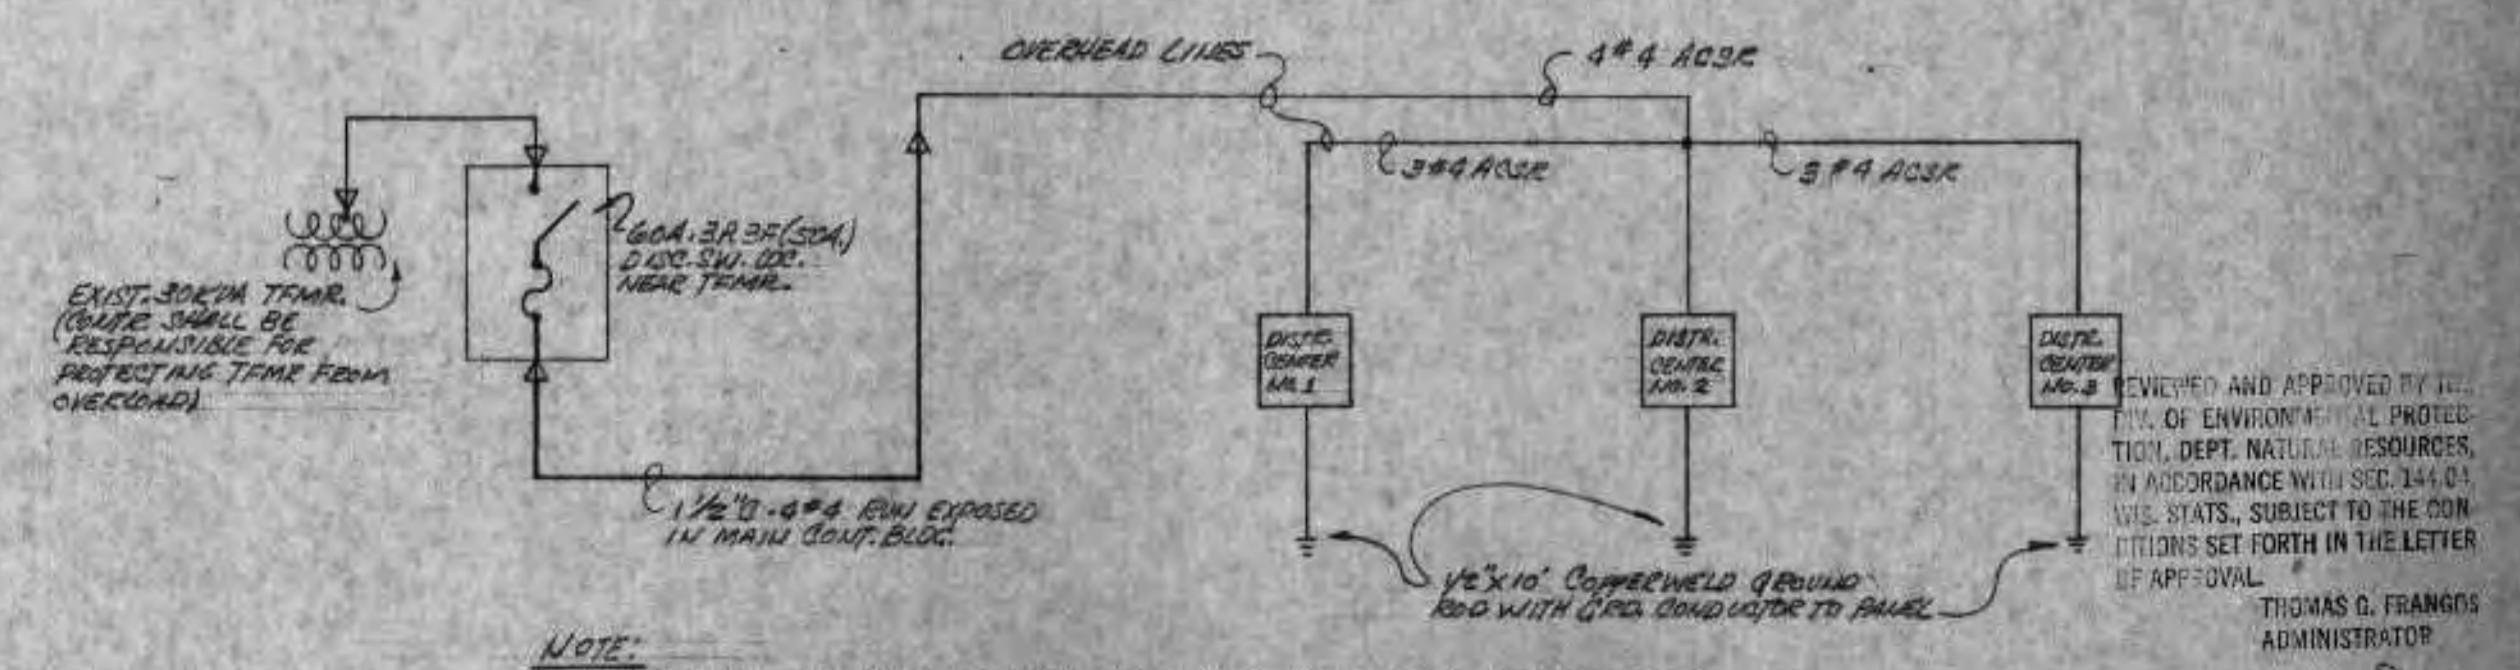 OVERHEAD LINES
4#4 ACSR
3#4 ACSR
3#4 ACSR
60A. 3P. 3F (50A.)
DISC. SW. LOC.
NEAR TFMR.
EXIST. 30KVA TFMR.
(CONTR SHALL BE
RESPONSIBLE FOR
PROTECTING TFMR FROM
OVERLOAD)
1 1/2"C - 4#4 RUN EXPOSED
IN MAIN CONT. BLDG.
DISTR.
CENTER
NO. 1
DISTR.
CENTER
NO. 2
DISTR.
CENTER
NO. 3
1/2"X10' COPPERWELD GROUND
ROD WITH GRD. CONDUCTOR TO PANEL
REVIEWED AND APPROVED BY
DIV. OF ENVIRONMENTAL PROTEC-
TION, DEPT. NATURAL RESOURCES,
IN ACCORDANCE WITH SEC. 144.04
WIS. STATS., SUBJECT TO THE CON
DITIONS SET FORTH IN THE LETTER
OF APPROVAL.
THOMAS G. FRANGOS
ADMINISTRATOR
NOTE: